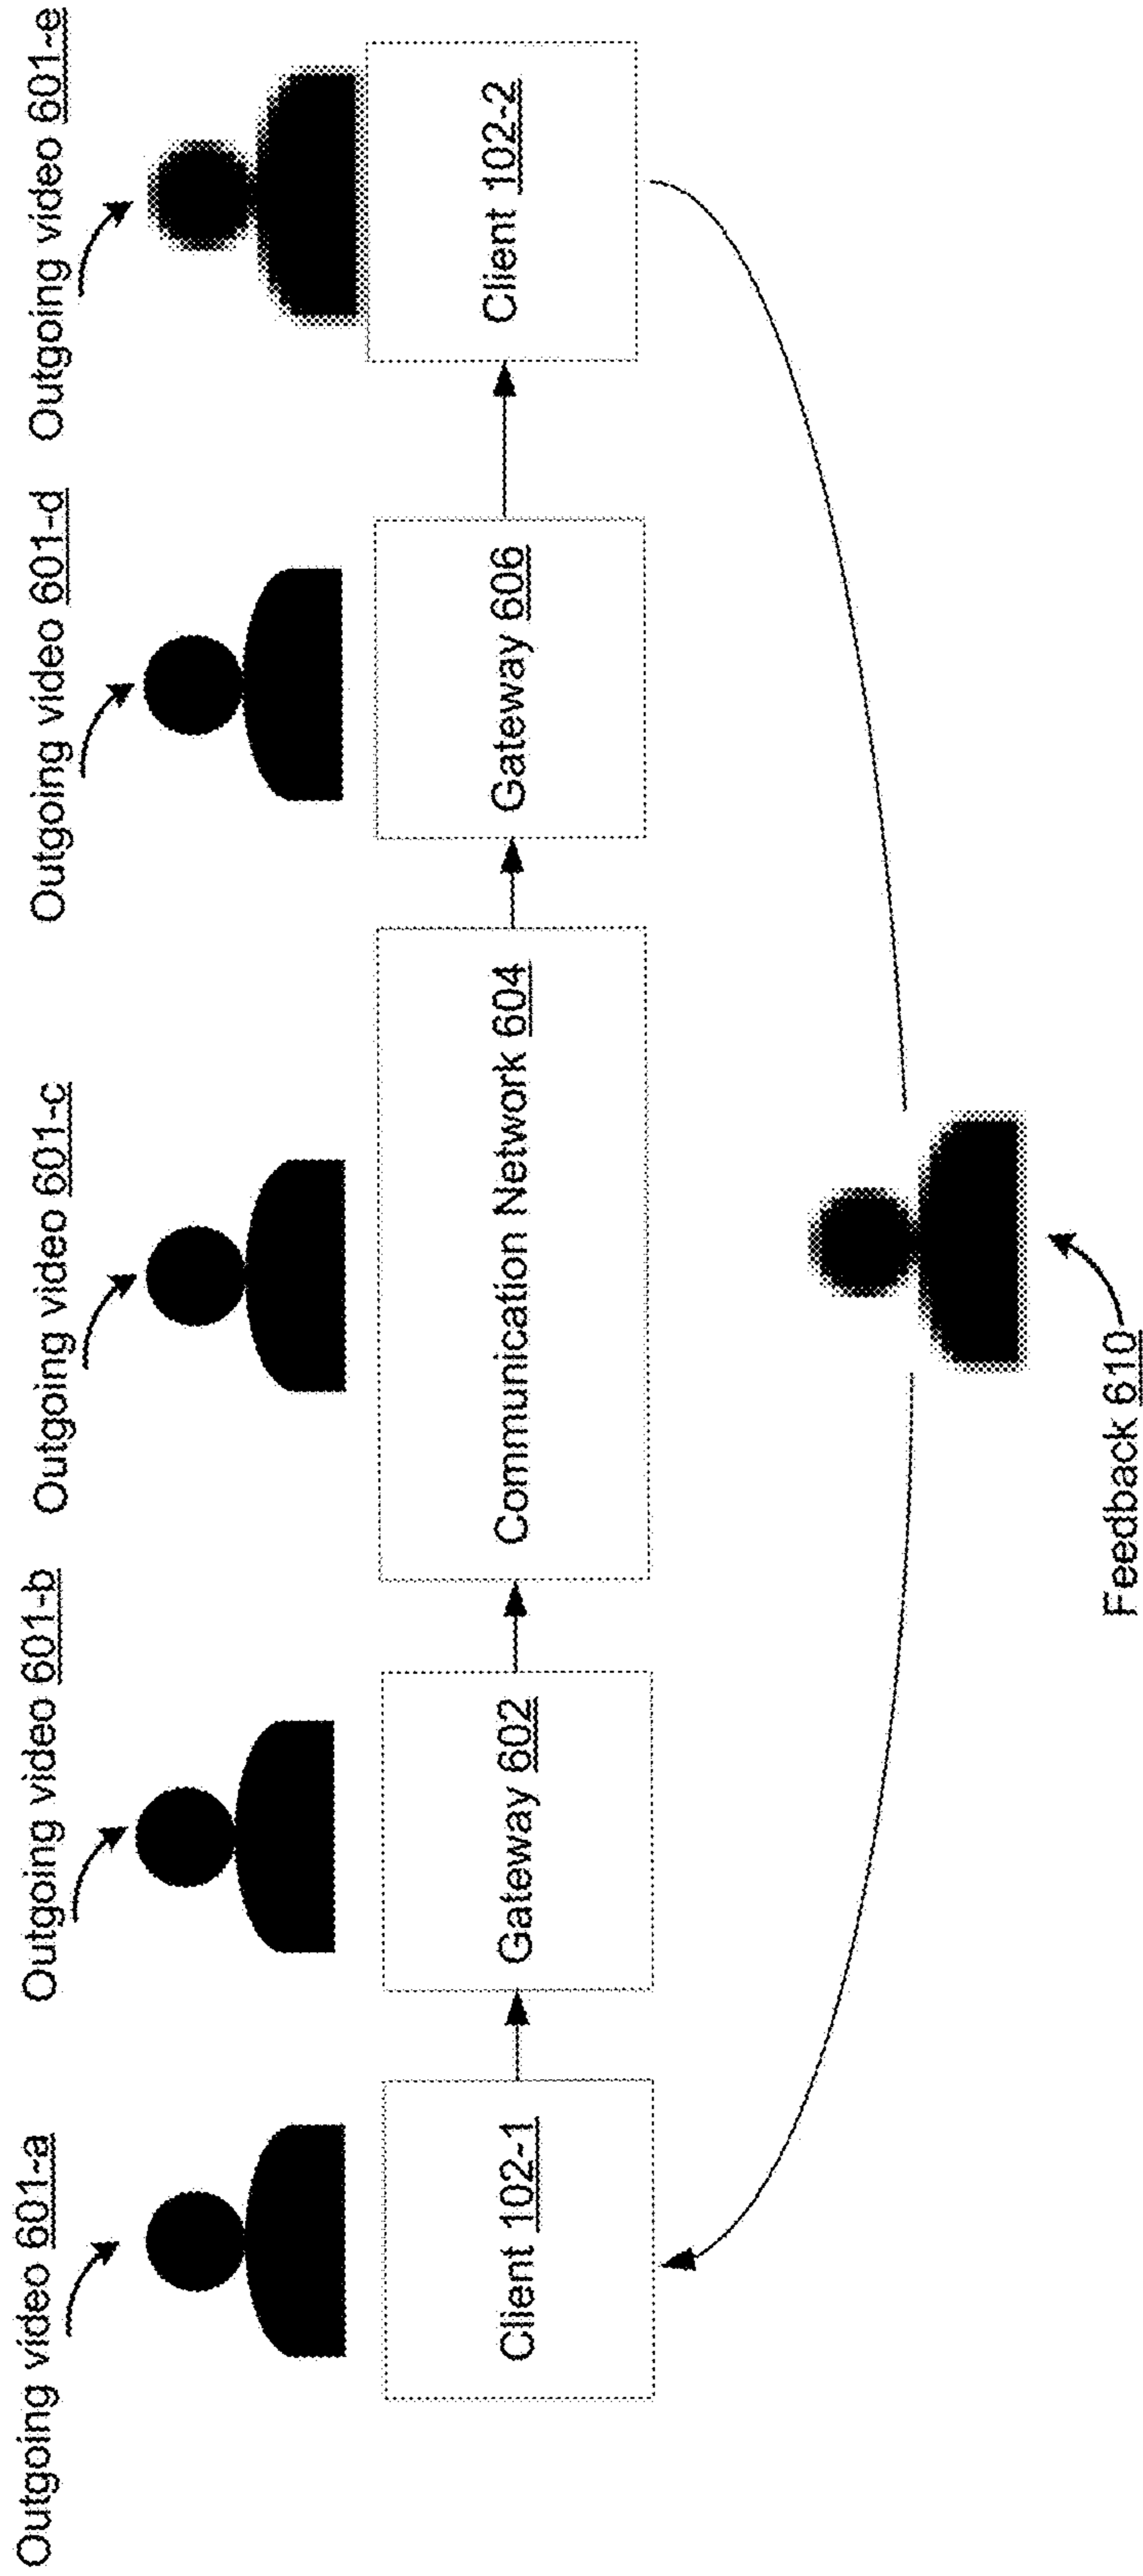 Outgoing video 601-a
Outgoing video 601-b
Outgoing video 601-c
Outgoing video 601-d
Outgoing video 601-e
Client 102-1
Gateway 602
Communication Network 604
Gateway 606
Client 102-2
Feedback 610